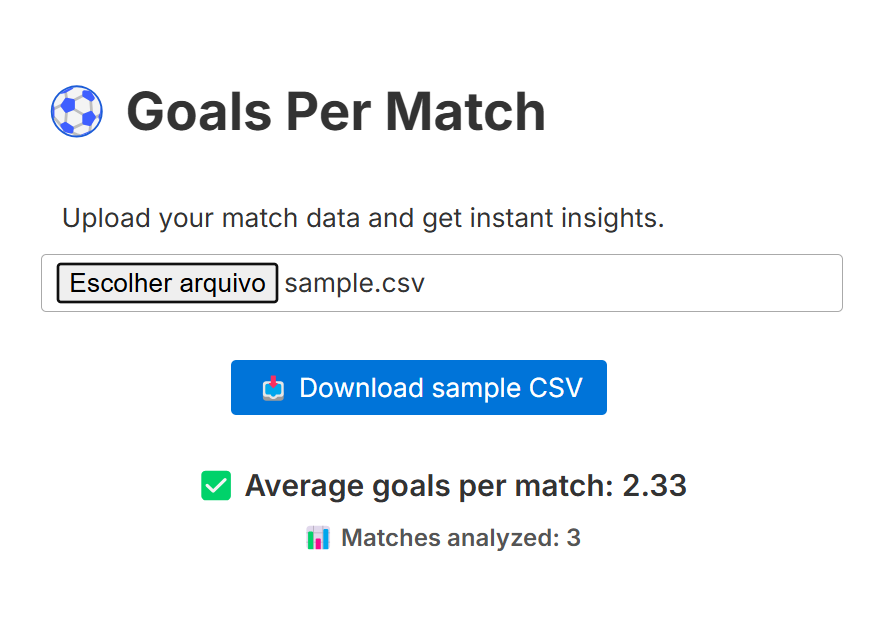 Goals Per Match
Upload your match data and get instant insights.
Escolher arquivo sample.csv
Download sample CSV
Average goals per match: 2.33
Matches analyzed: 3